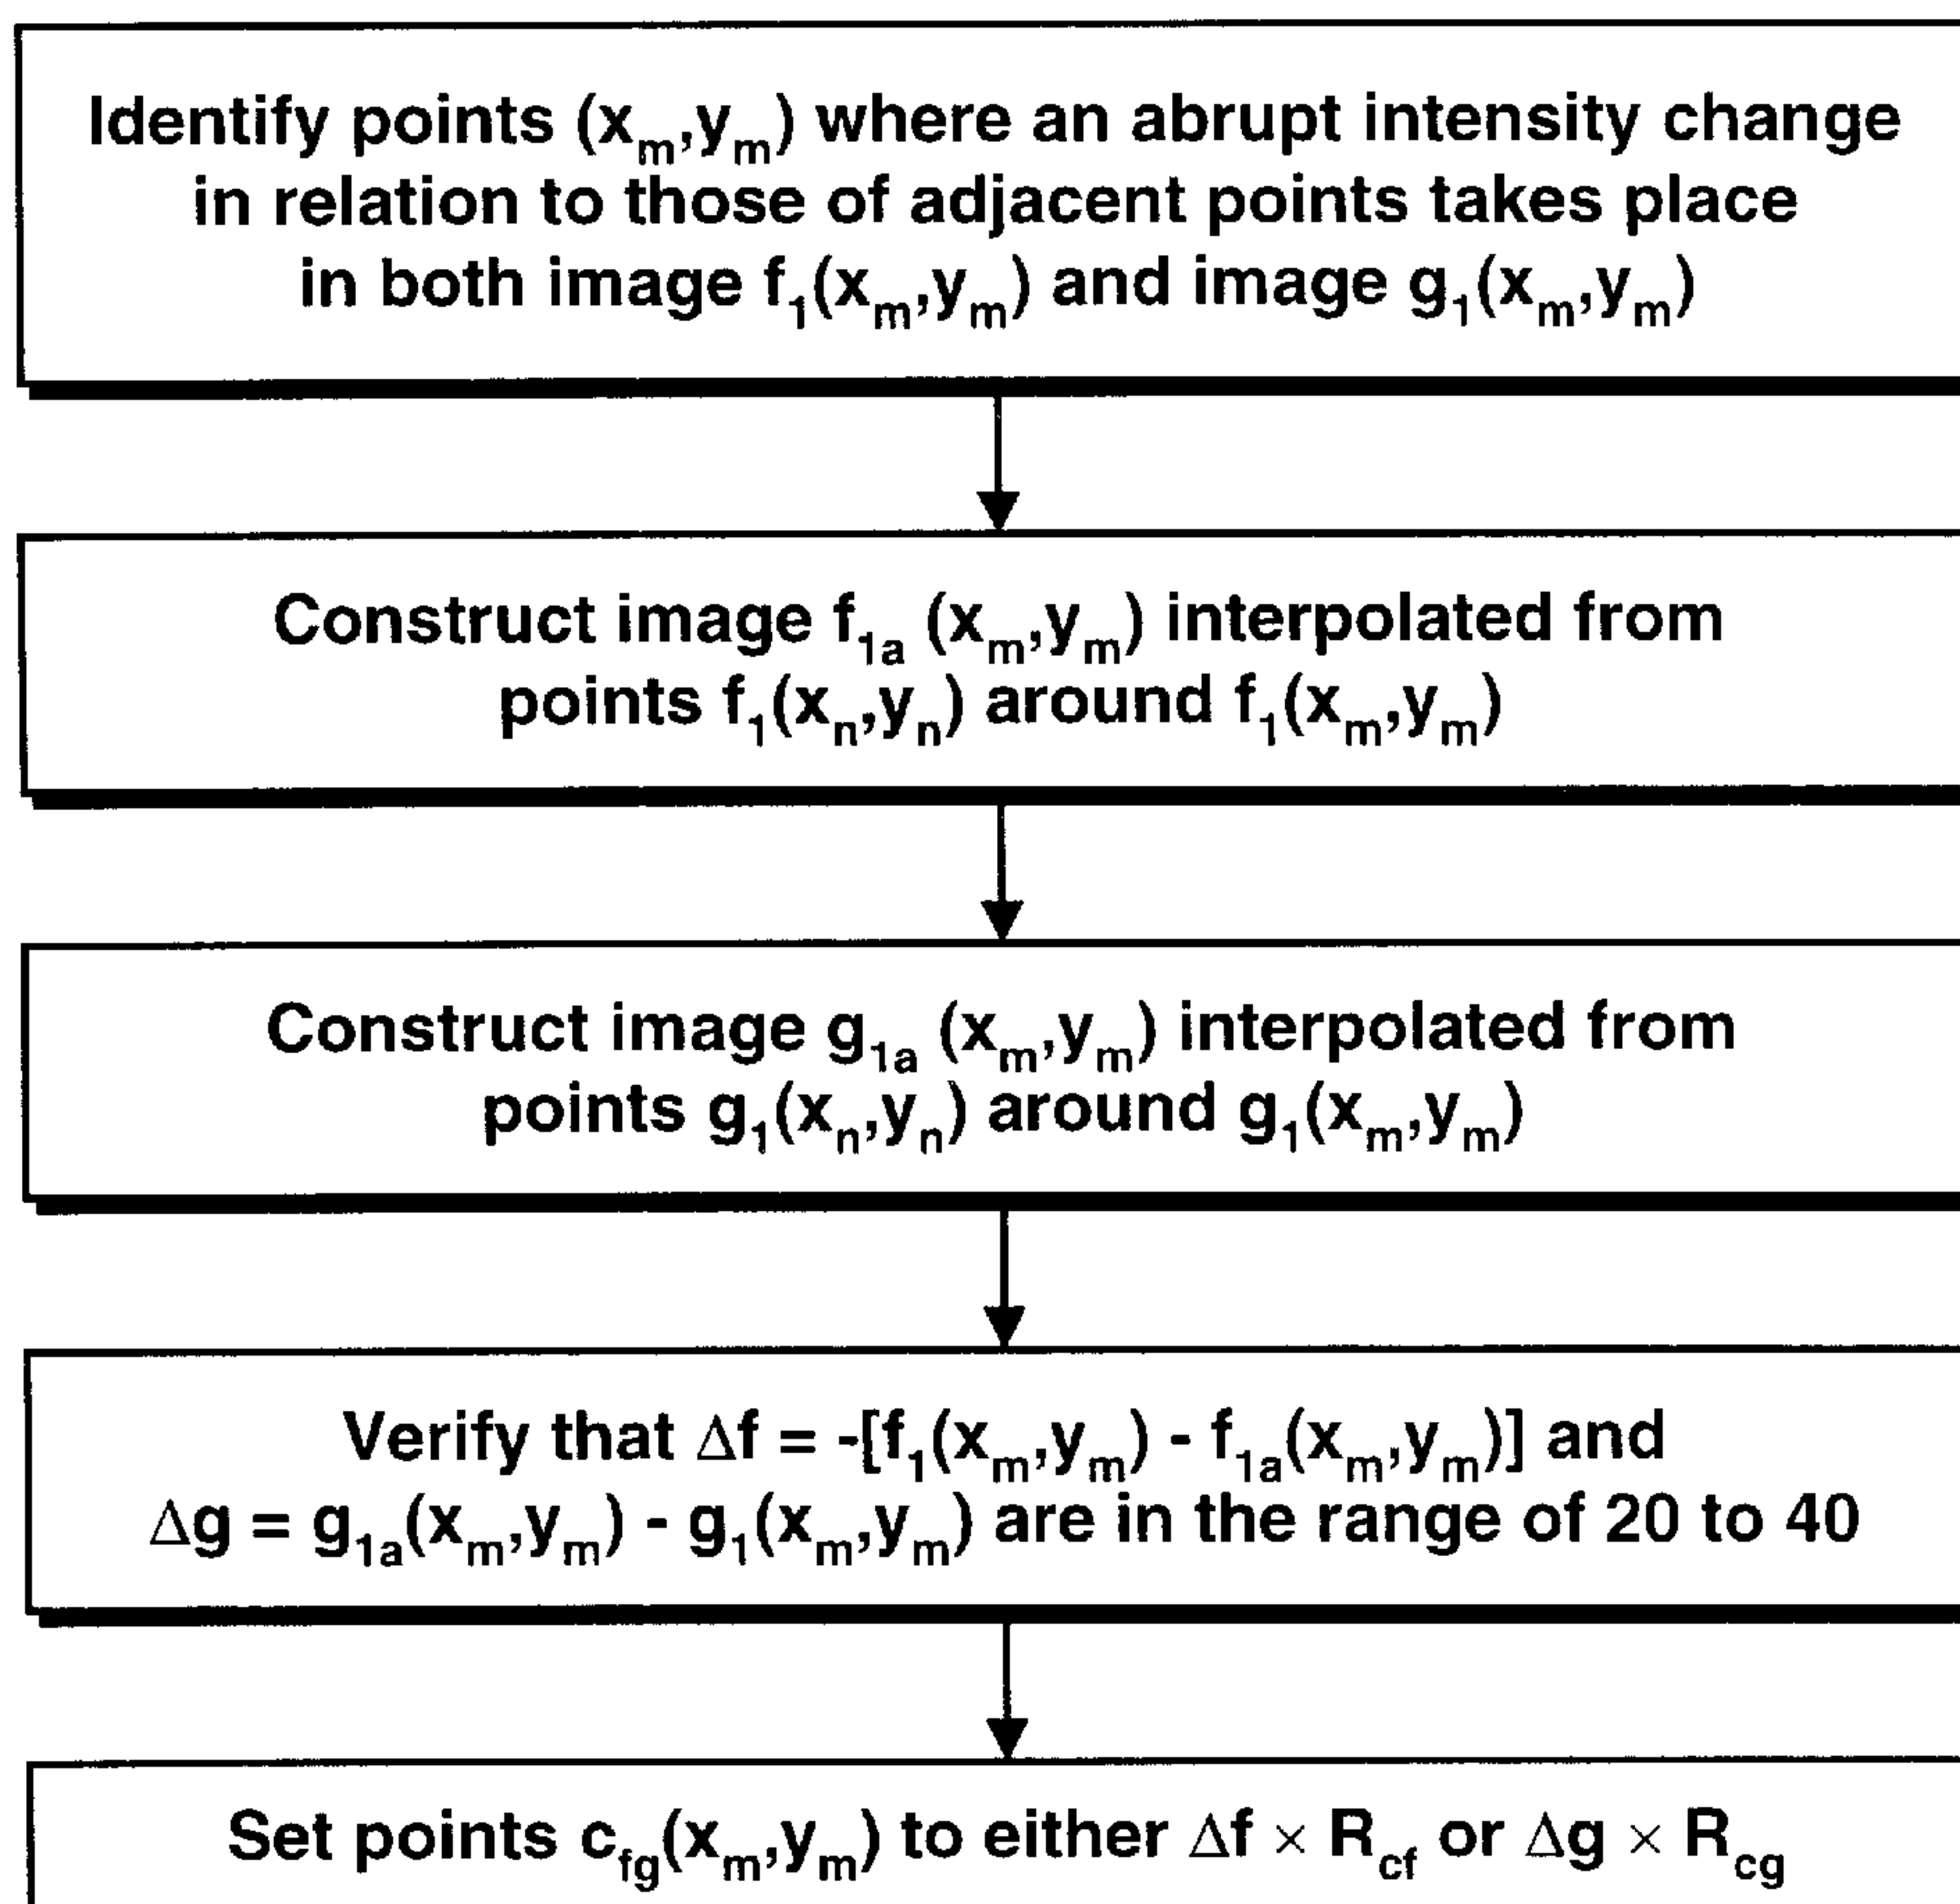 Identify points (xₘ,yₘ) where an abrupt intensity change
in relation to those of adjacent points takes place
in both image f₁(xₘ,yₘ) and image g₁(xₘ,yₘ)
Construct image f₁ₐ (xₘ,yₘ) interpolated from
points f₁(xₙ,yₙ) around f₁(xₘ,yₘ)
Construct image g₁ₐ (xₘ,yₘ) interpolated from
points g₁(xₙ,yₙ) around g₁(xₘ,yₘ)
Verify that Δf = -[f₁(xₘ,yₘ) - f₁ₐ(xₘ,yₘ)] and
Δg = g₁ₐ(xₘ,yₘ) - g₁(xₘ,yₘ) are in the range of 20 to 40
Set points c_fg(xₘ,yₘ) to either Δf × R_cf or Δg × R_cg